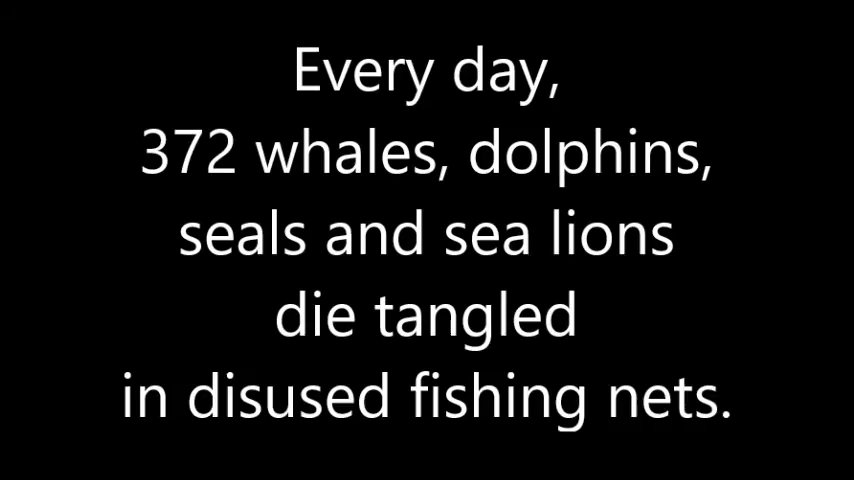 Every day,
372 whales, dolphins,
seals and sea lions
die tangled
in disused fishing nets.